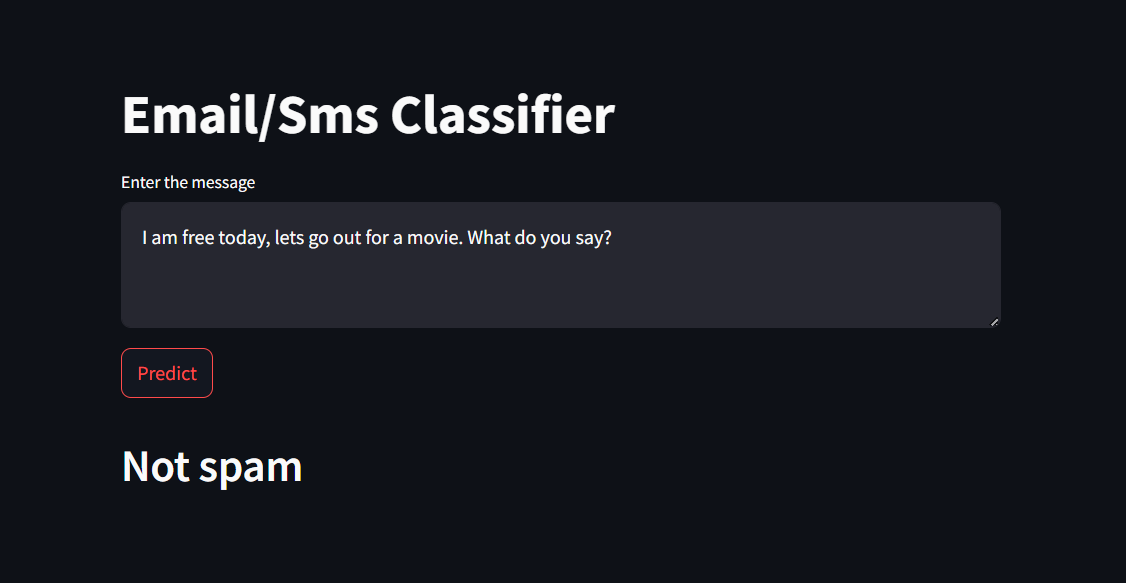 Email/Sms Classifier
Enter the message
I am free today, lets go out for a movie. What do you say?
Predict
Not spam